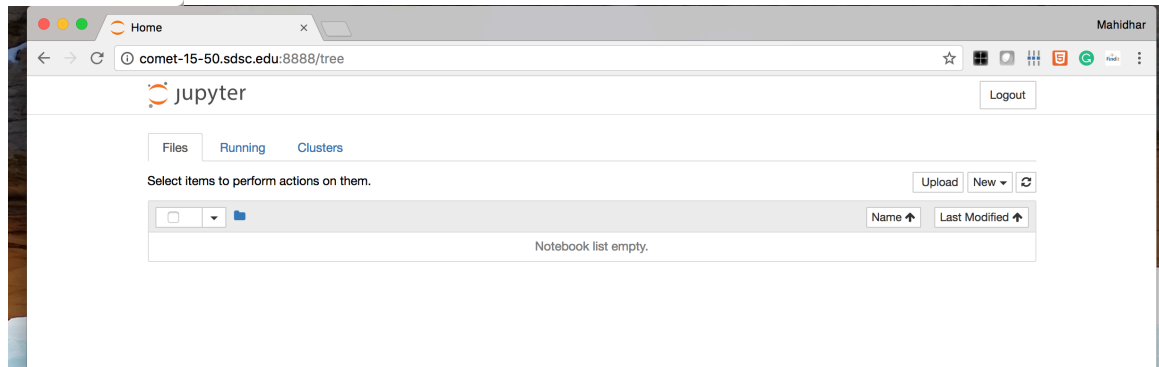 Home
Mahidhar
comet-15-50.sdsc.edu:8888/tree
jupyter
Logout
Files Running Clusters
Select items to perform actions on them.
Upload New
Name Last Modified
Notebook list empty.